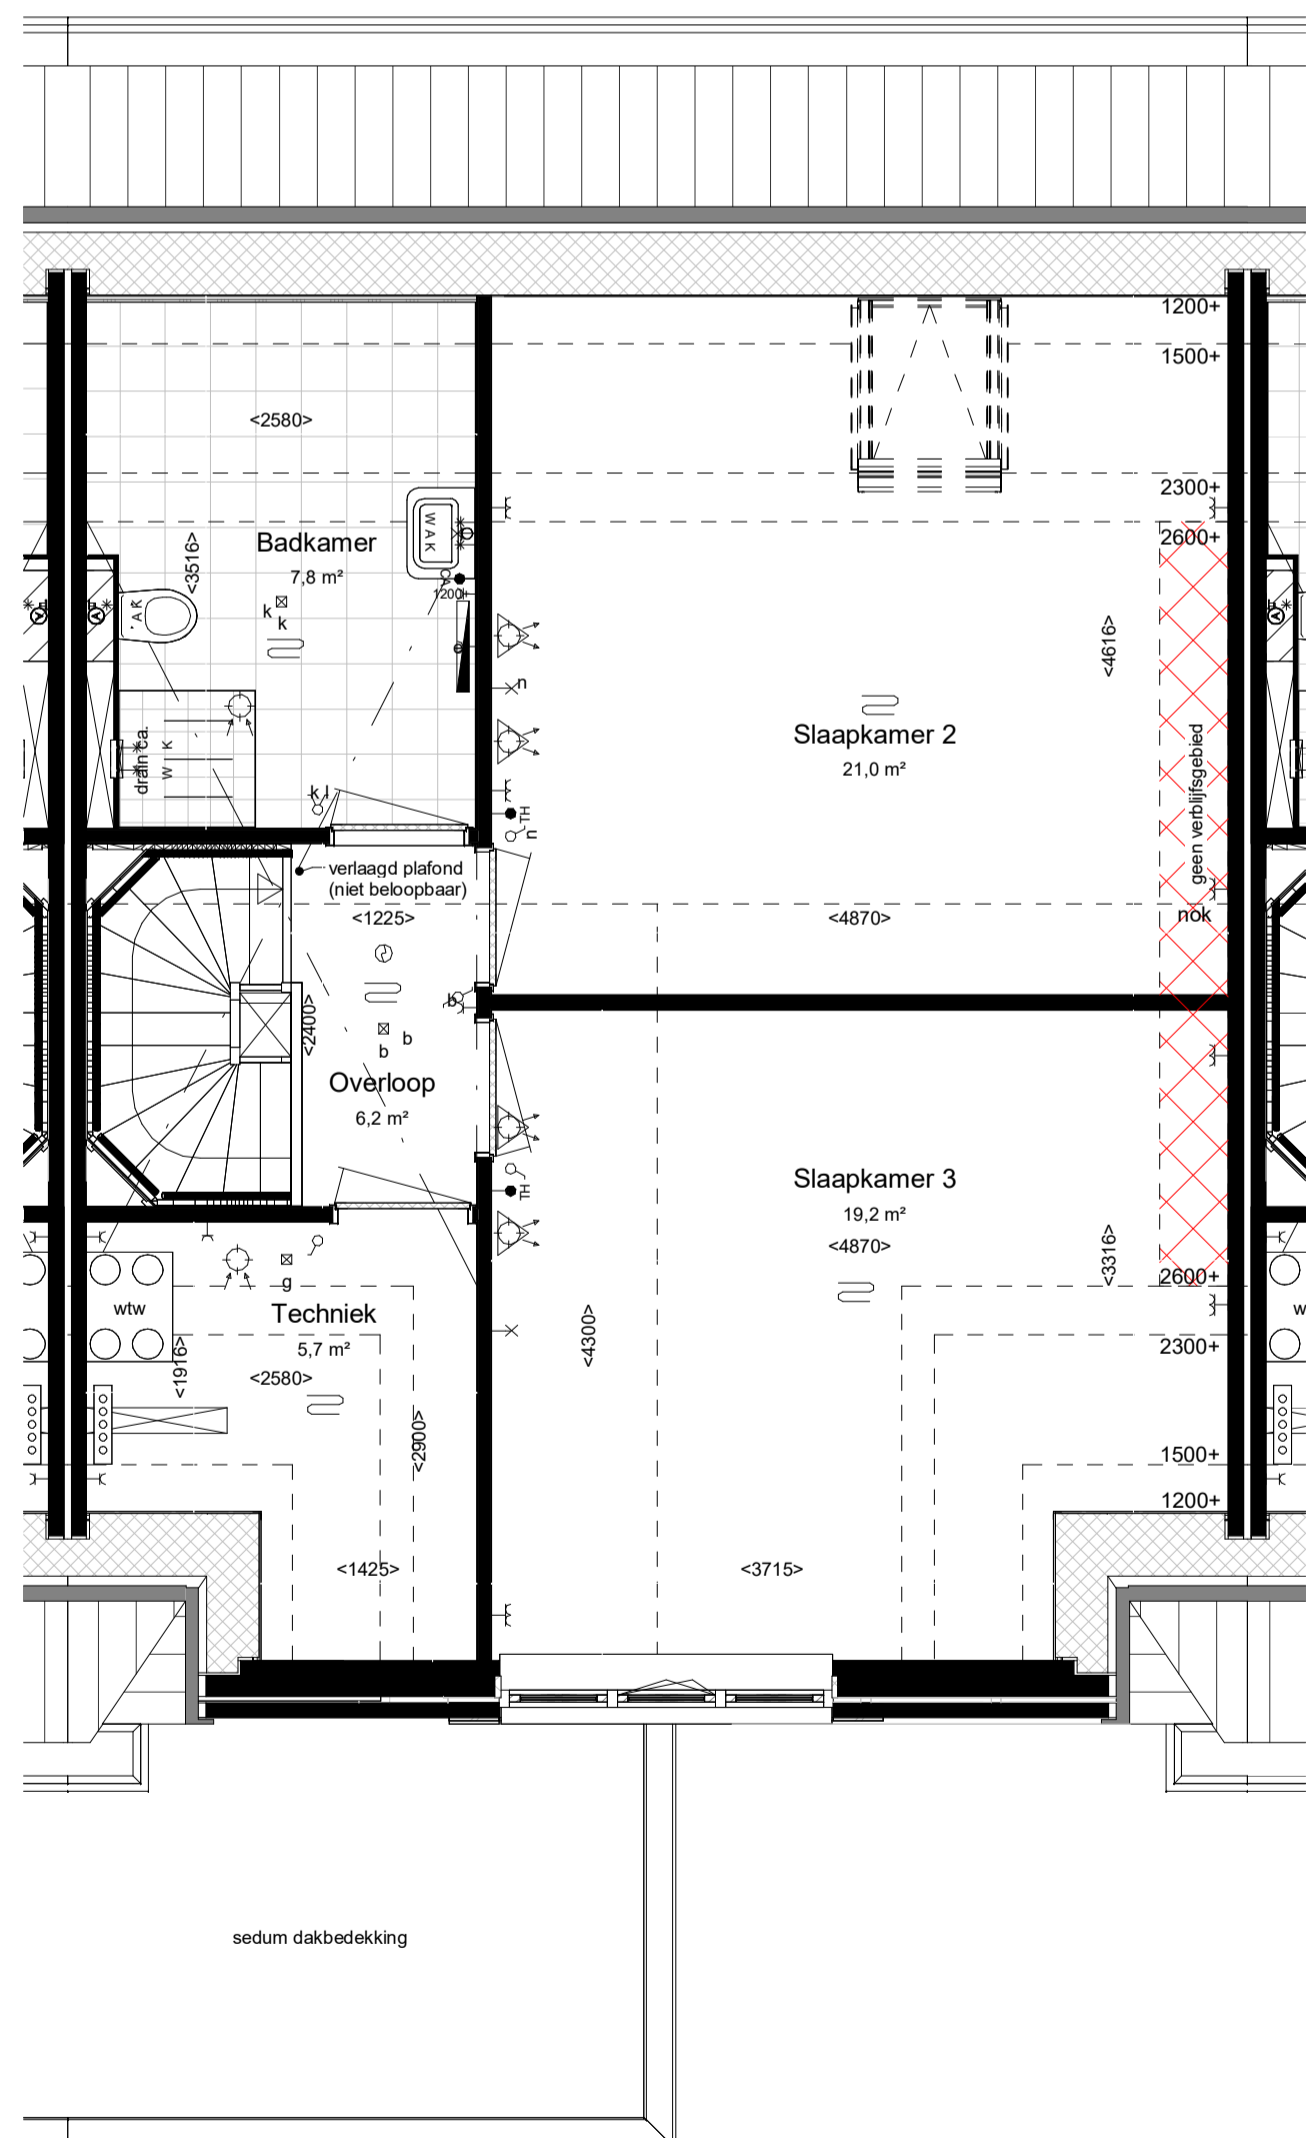 1200+
1500+
<2580>
2300+
2600+
WAK
Badkamer
7,8 m²
<3516>
AK
k
k
1200+
<4616>
n
Slaapkamer 2
21,0 m²
geen verblijfsgebied
drain ca.
W K
k l
TH
n
verlaagd plafond
(niet beloopbaar)
<1225>
<4870>
nok
<2400>
b
b
b
Overloop
6,2 m²
TH
Slaapkamer 3
19,2 m²
<4870>
<3316>
g
2600+
wtw
w
Techniek
5,7 m²
<4300>
2300+
<1916>
<2580>
<2900>
1500+
1200+
<1425>
<3715>
sedum dakbedekking